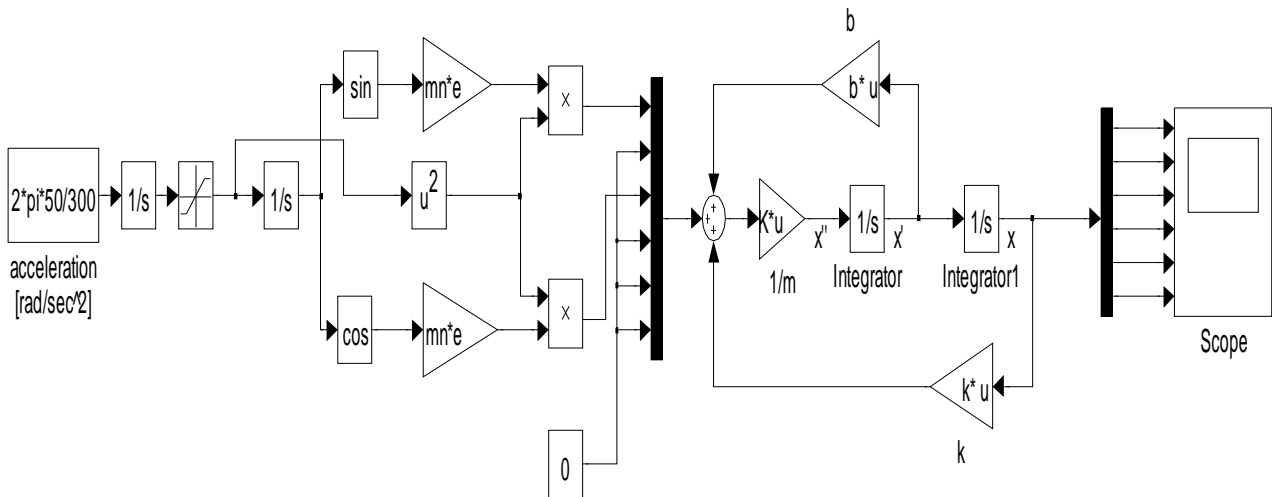 b
sin
mn*e
×
b* u
2*pi*50/300
1/s
1/s
u^2
+
+
+
K*u
x''
1/s
x'
1/s
x
acceleration
[rad/sec^2]
1/m
Integrator
Integrator1
cos
mn*e
×
Scope
k* u
k
0